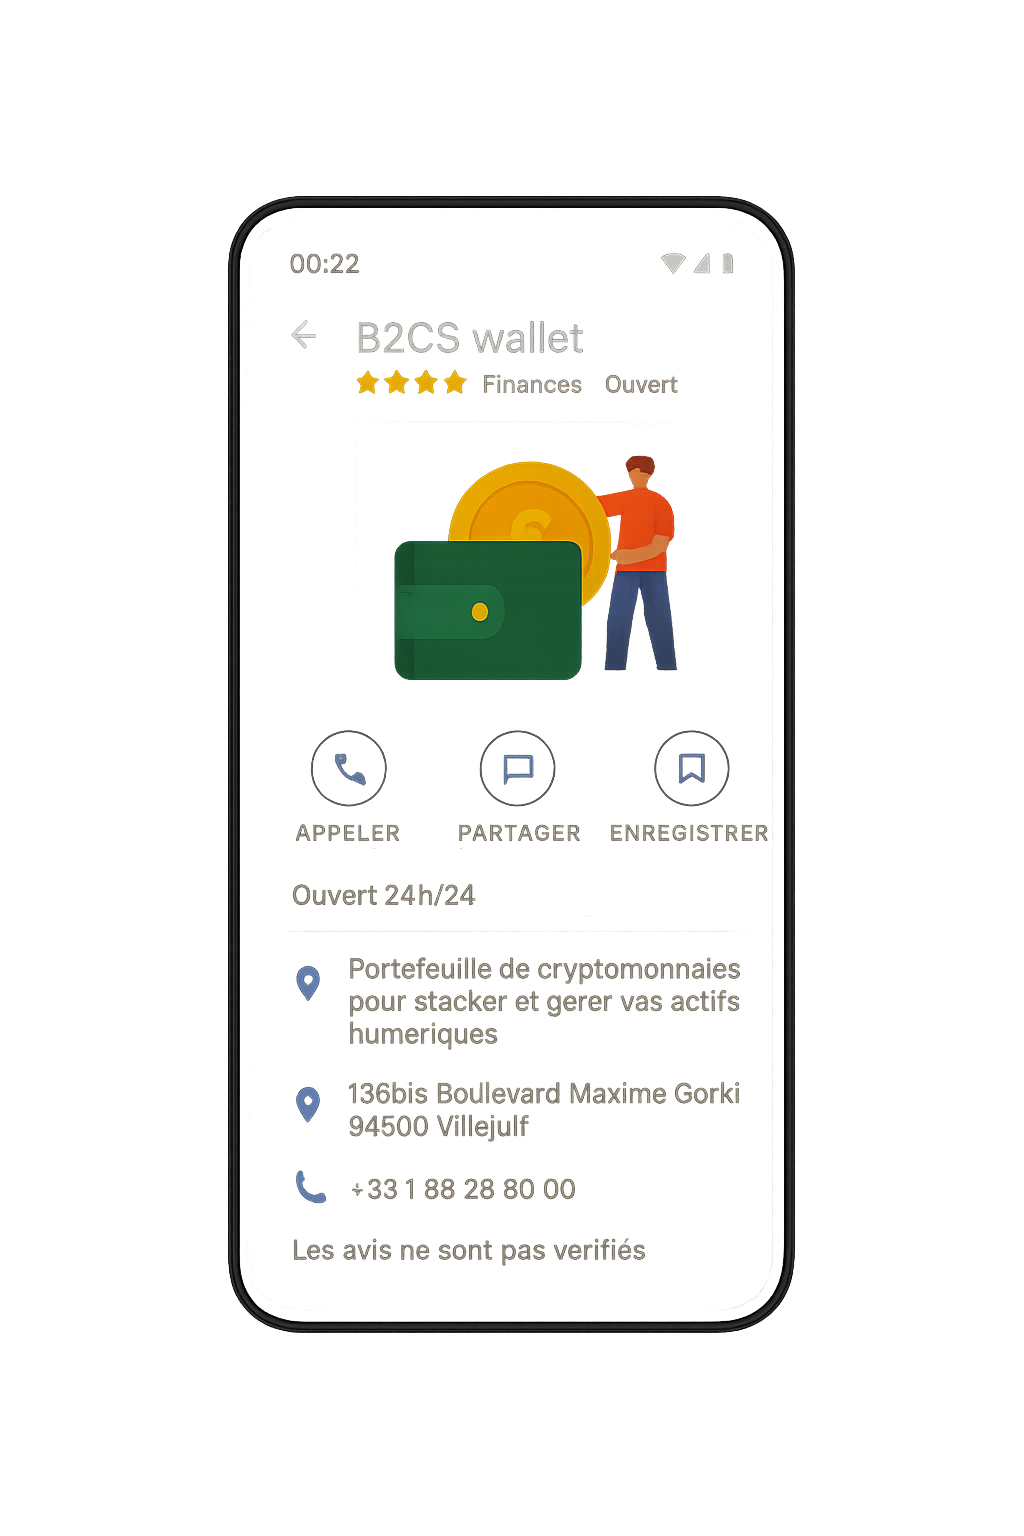 00:22
B2CS wallet
Finances Ouvert
APPELER PARTAGER ENREGISTRER
Ouvert 24h/24
Portefeuille de cryptomonnaies
pour stacker et gerer vas actifs
humeriques
136bis Boulevard Maxime Gorki
94500 Villejulf
+33 1 88 28 80 00
Les avis ne sont pas verifiés